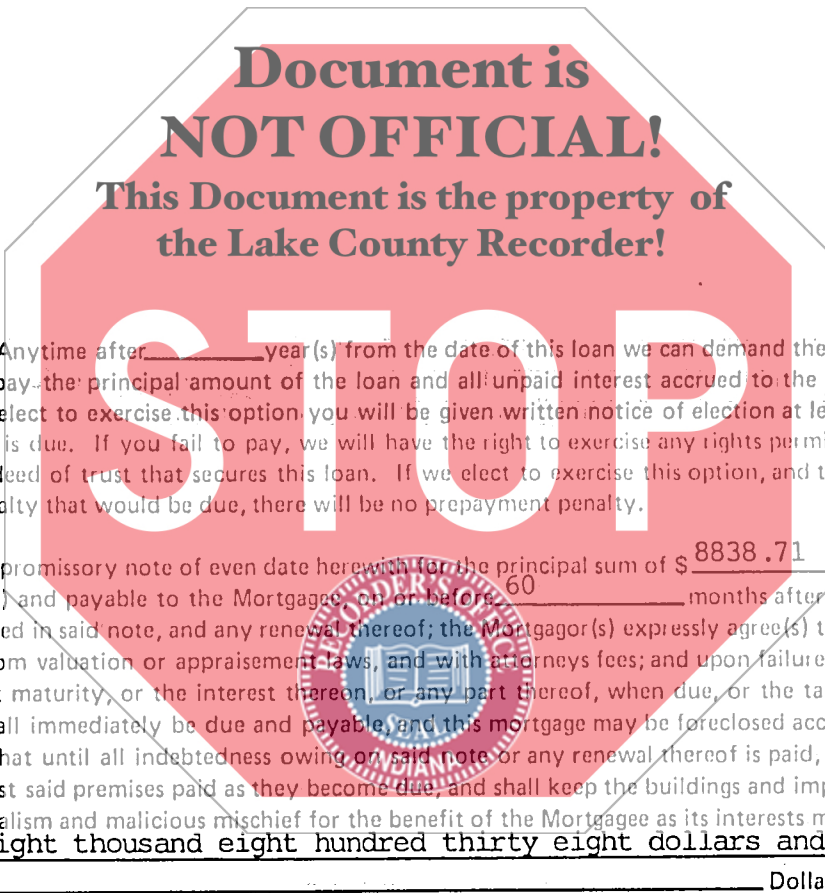 Document is
NOT OFFICIAL!
This Document is the property of
the Lake County Recorder!
STOP
Anytime after year(s) from the date of this loan we can demand the
pay the principal amount of the loan and all unpaid interest accrued to the
elect to exercise this option you will be given written notice of election at le
is due. If you fail to pay, we will have the right to exercise any rights permi
deed of trust that secures this loan. If we elect to exercise this option, and t
alty that would be due, there will be no prepayment penalty.
promissory note of even date herewith for the principal sum of $ 8838.71
) and payable to the Mortgagee, on or before 60 months after
ed in said note, and any renewal thereof; the Mortgagor(s) expressly agree(s) t
om valuation or appraisement laws, and with attorneys fees; and upon failure
t maturity, or the interest thereon, or any part thereof, when due, or the ta
all immediately be due and payable, and this mortgage may be foreclosed acc
hat until all indebtedness owing on said note or any renewal thereof is paid,
st said premises paid as they become due, and shall keep the buildings and imp
alism and malicious mischief for the benefit of the Mortgagee as its interests m
ight thousand eight hundred thirty eight dollars and
Dolla
RECORDER'S OFFICE
SEAL
INDIANA